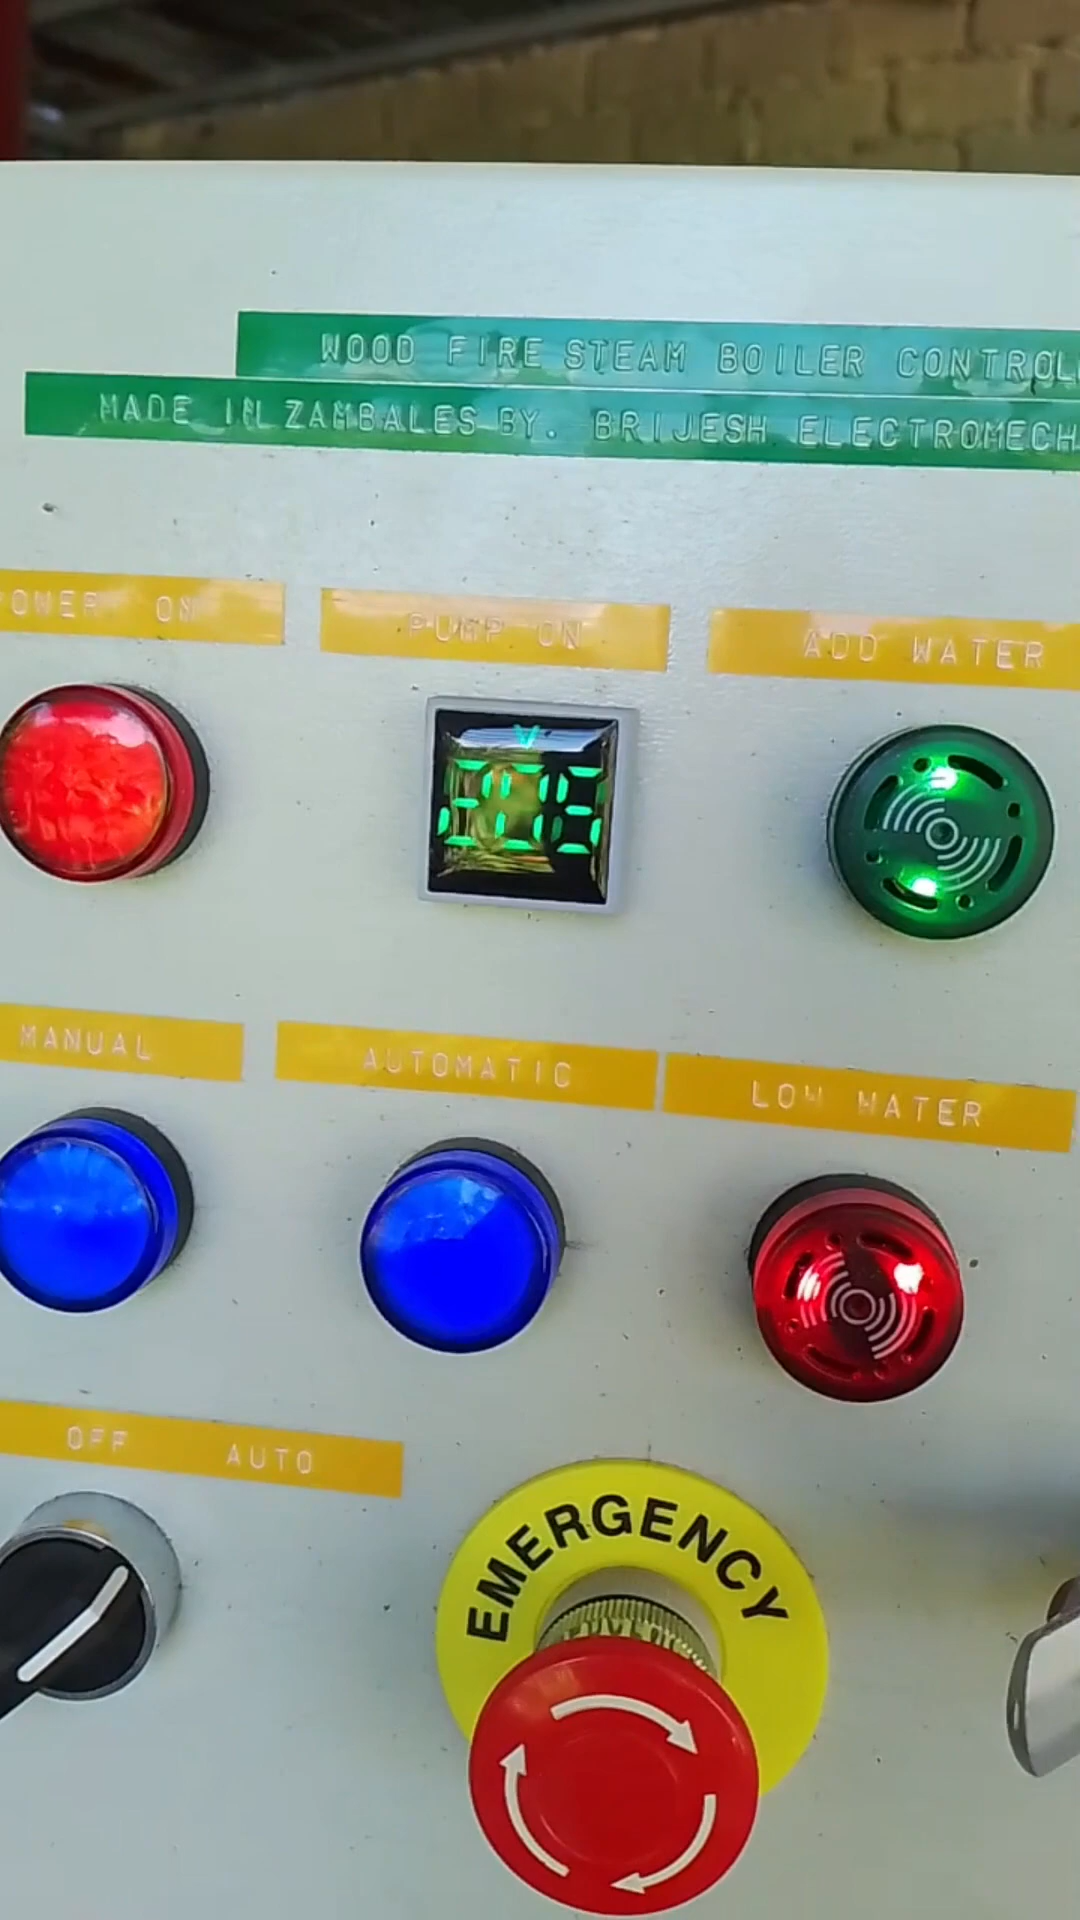 WOOD FIRE STEAM BOILER CONTROL
MADE IN ZAMBALES BY. BRIJESH ELECTROMECH
POWER ON
PUMP ON
ADD WATER
V
MANUAL
AUTOMATIC
LOW WATER
OFF AUTO
EMERGENCY